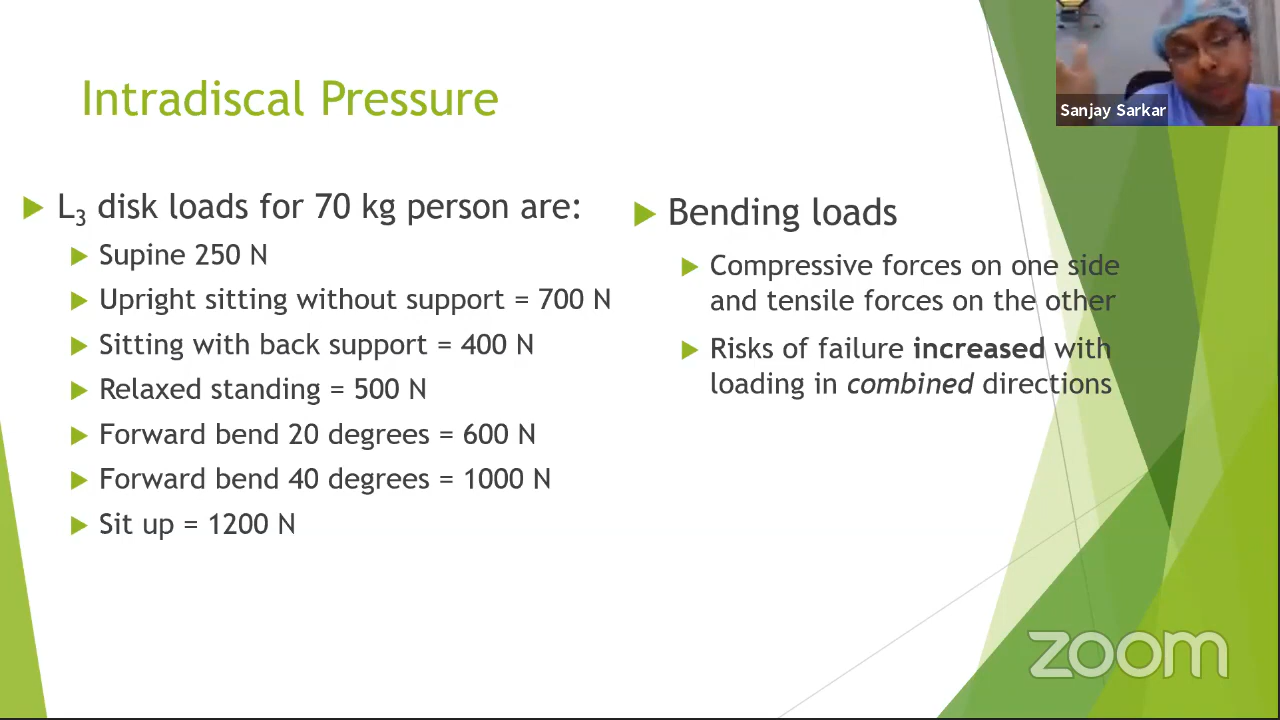 Intradiscal Pressure
L3 disk loads for 70 kg person are:
Supine 250 N
Upright sitting without support = 700 N
Sitting with back support = 400 N
Relaxed standing = 500 N
Forward bend 20 degrees = 600 N
Forward bend 40 degrees = 1000 N
Sit up = 1200 N
Bending loads
Compressive forces on one side
and tensile forces on the other
Risks of failure increased with
loading in combined directions
Sanjay Sarkar
zoom